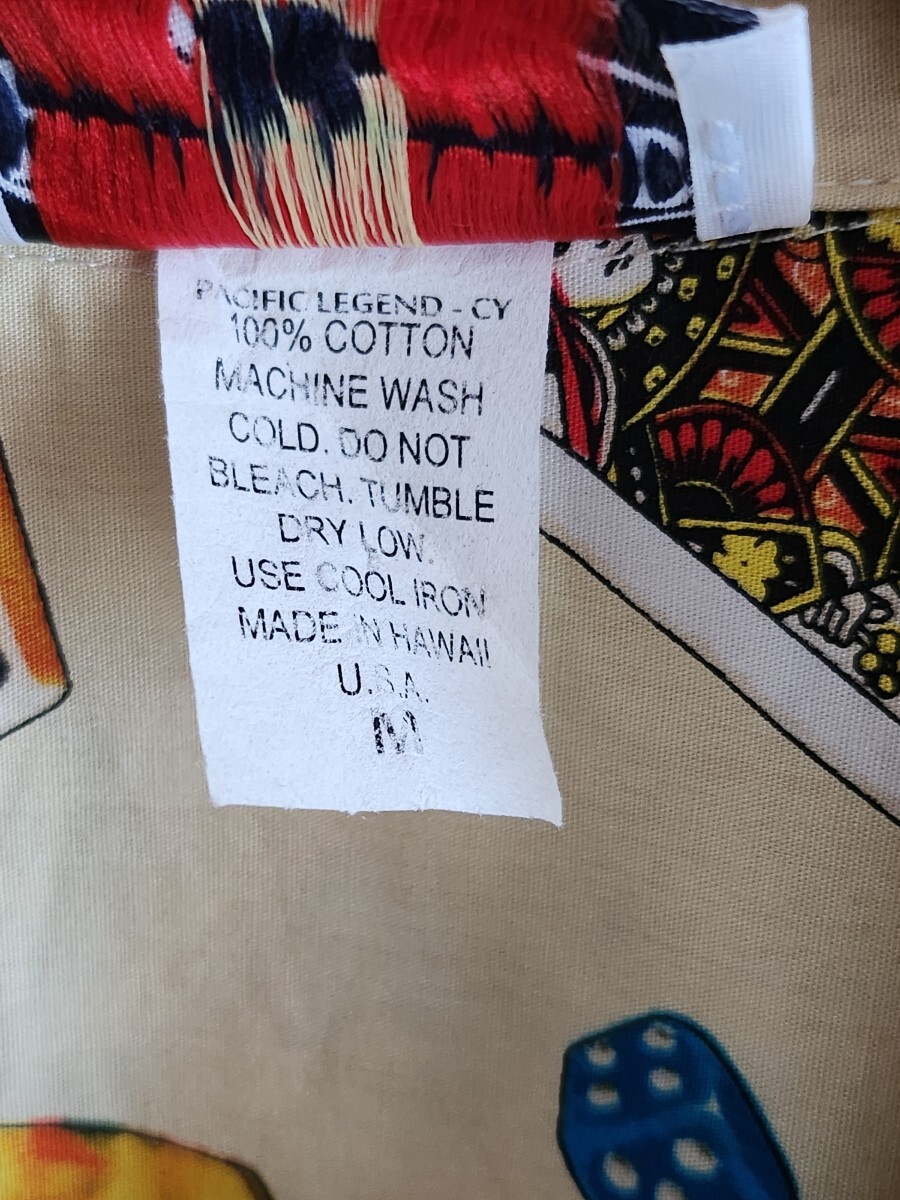 PACIFIC LEGEND - CY
100% COTTON
MACHINE WASH
COLD. DO NOT
BLEACH. TUMBLE
DRY LOW.
USE COOL IRON
MADE IN HAWAII
U.S.A.
M